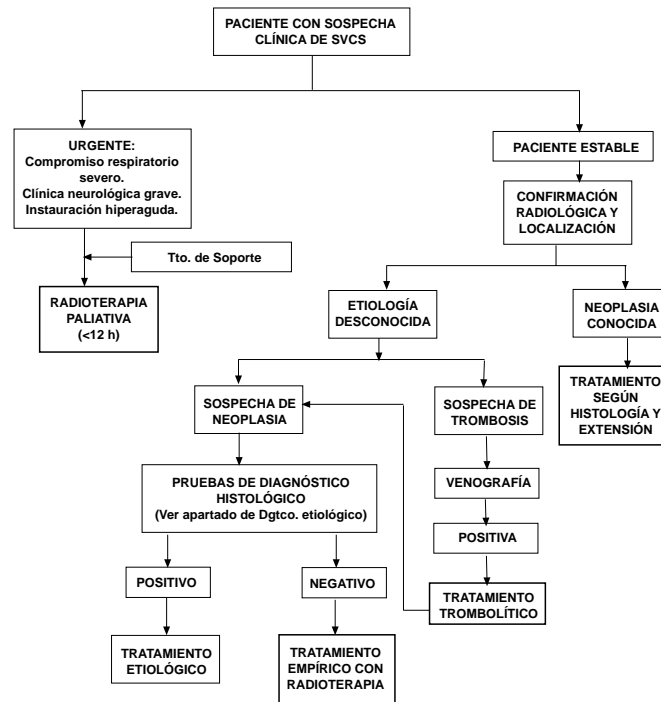 PACIENTE CON SOSPECHA
CLÍNICA DE SVCS
URGENTE:
Compromiso respiratorio
severo.
Clínica neurológica grave.
Instauración hiperaguda.
PACIENTE ESTABLE
CONFIRMACIÓN
RADIOLÓGICA Y
LOCALIZACIÓN
Tto. de Soporte
RADIOTERAPIA
PALIATIVA
(<12 h)
ETIOLOGÍA
DESCONOCIDA
NEOPLASIA
CONOCIDA
SOSPECHA DE
NEOPLASIA
SOSPECHA DE
TROMBOSIS
TRATAMIENTO
SEGÚN
HISTOLOGÍA Y
EXTENSIÓN
PRUEBAS DE DIAGNÓSTICO
HISTOLÓGICO
(Ver apartado de Dgtco. etiológico)
VENOGRAFÍA
POSITIVA
POSITIVO
NEGATIVO
TRATAMIENTO
TROMBOLÍTICO
TRATAMIENTO
ETIOLÓGICO
TRATAMIENTO
EMPÍRICO CON
RADIOTERAPIA